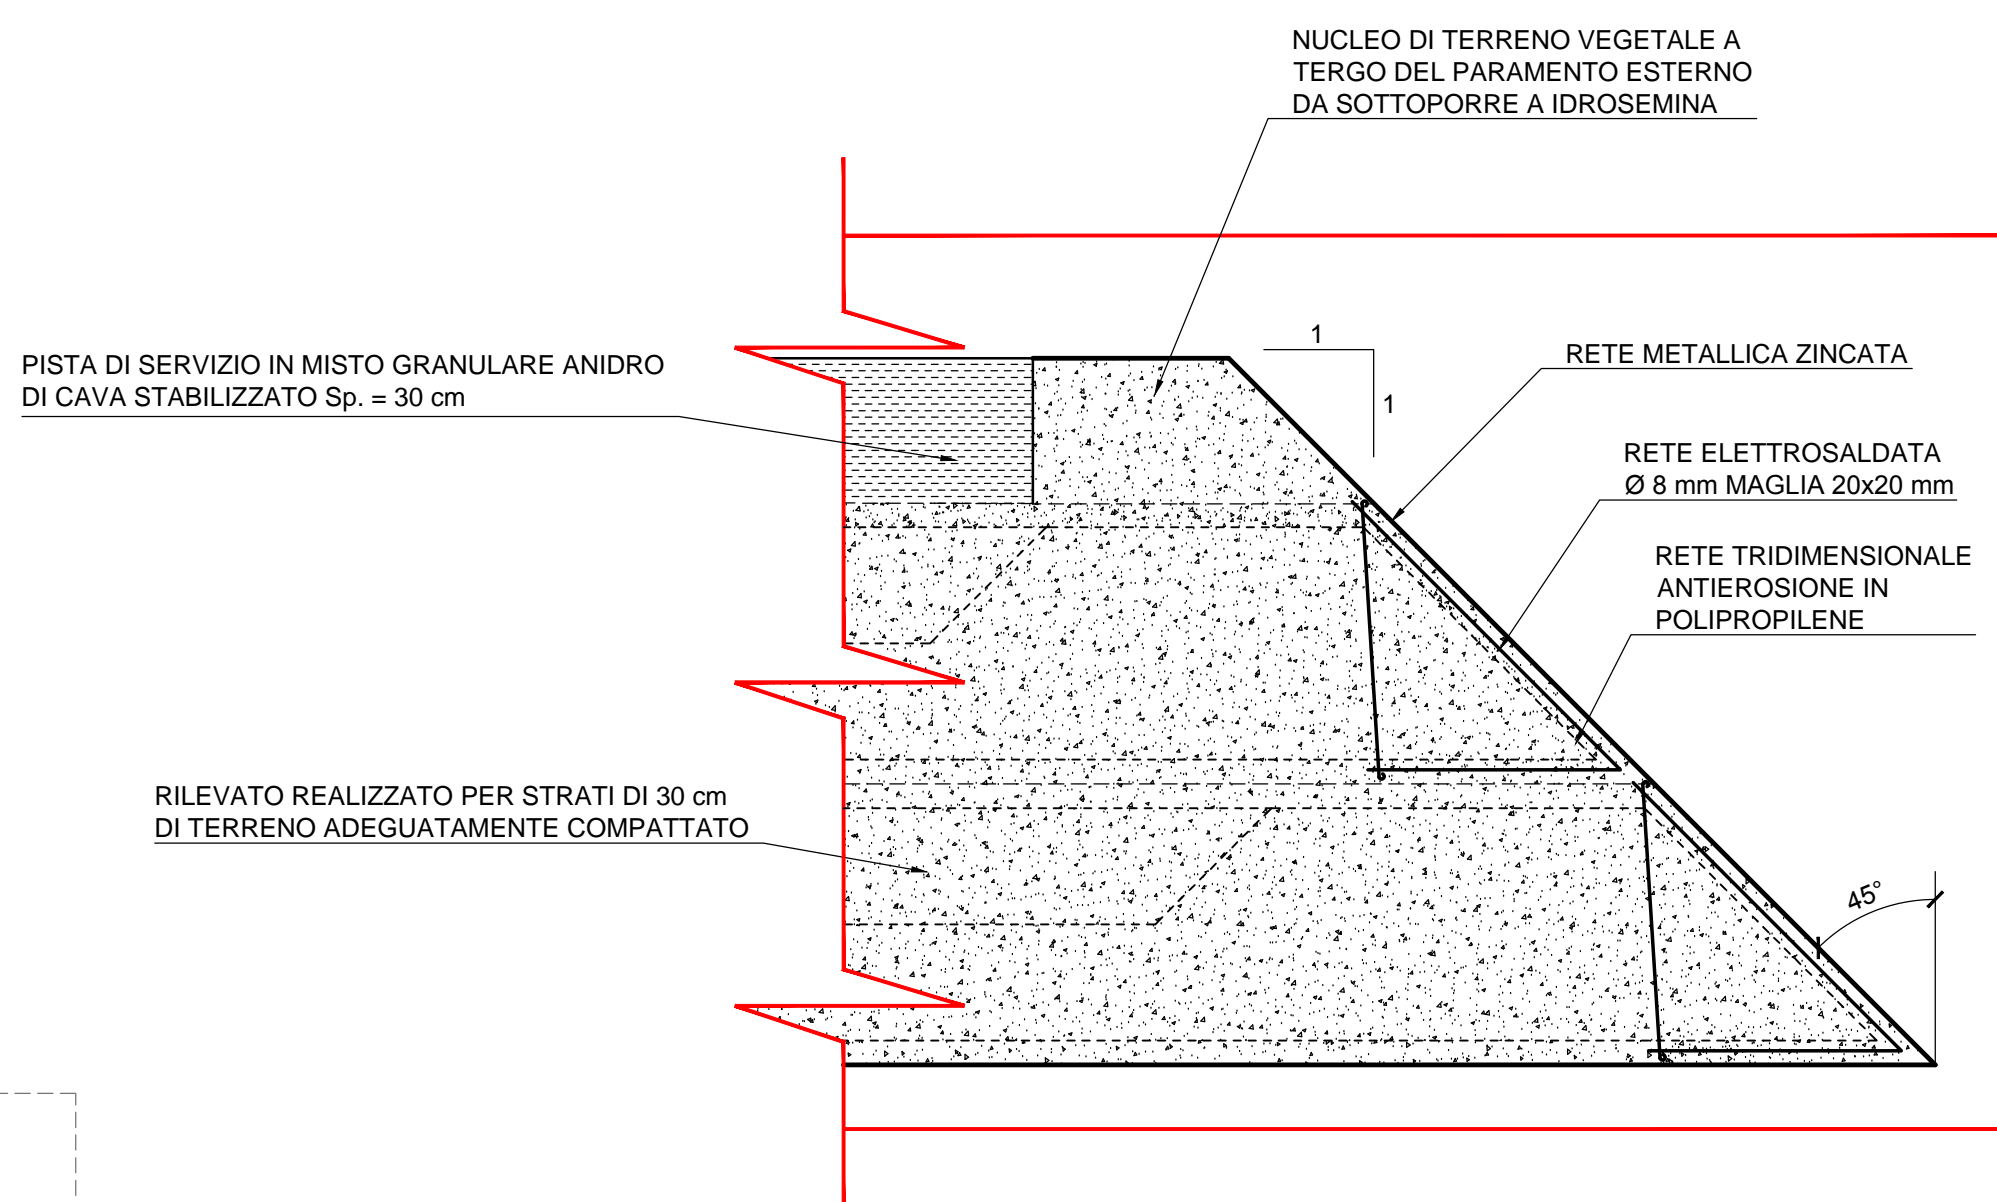 NUCLEO DI TERRENO VEGETALE A
TERGO DEL PARAMENTO ESTERNO
DA SOTTOPORRE A IDROSEMINA
1
1
RETE METALLICA ZINCATA
PISTA DI SERVIZIO IN MISTO GRANULARE ANIDRO
DI CAVA STABILIZZATO Sp. = 30 cm
RETE ELETTROSALDATA
Ø 8 mm MAGLIA 20x20 mm
RETE TRIDIMENSIONALE
ANTIEROSIONE IN
POLIPROPILENE
RILEVATO REALIZZATO PER STRATI DI 30 cm
DI TERRENO ADEGUATAMENTE COMPATTATO
45°